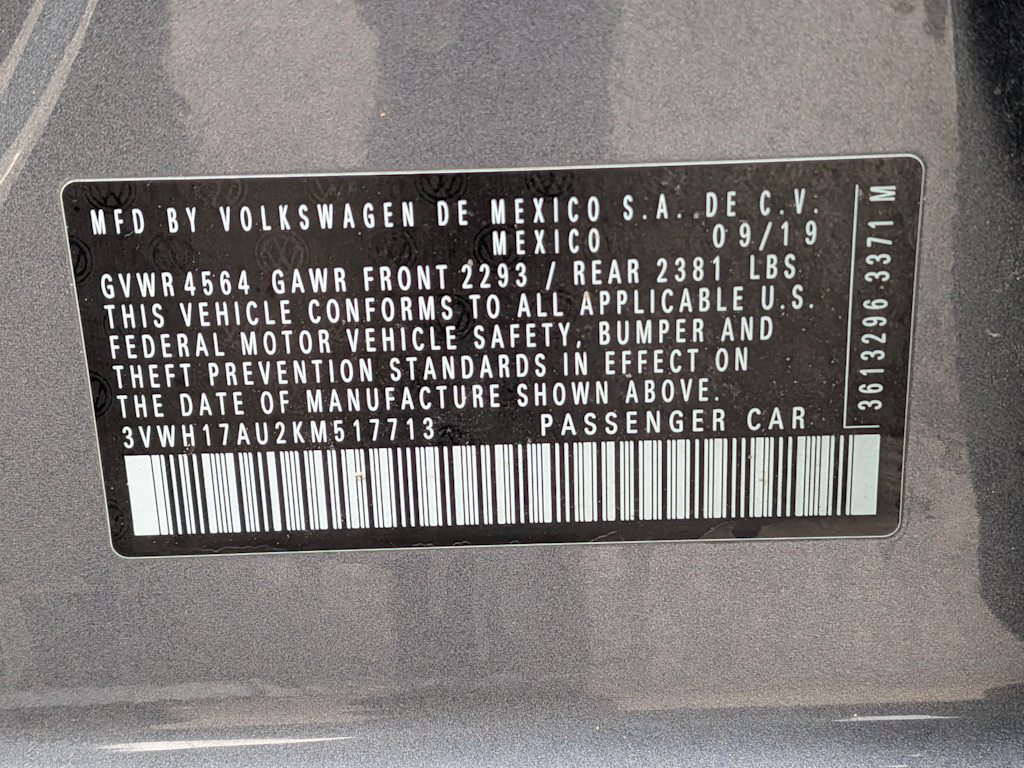 MFD BY VOLKSWAGEN DE MEXICO S.A. DE C.V.
MEXICO 09/19
GVWR 4564 GAWR FRONT 2293 / REAR 2381 LBS
THIS VEHICLE CONFORMS TO ALL APPLICABLE U.S.
FEDERAL MOTOR VEHICLE SAFETY, BUMPER AND
THEFT PREVENTION STANDARDS IN EFFECT ON
THE DATE OF MANUFACTURE SHOWN ABOVE.
3VWH17AU2KM517713 PASSENGER CAR
3613296 3371 M